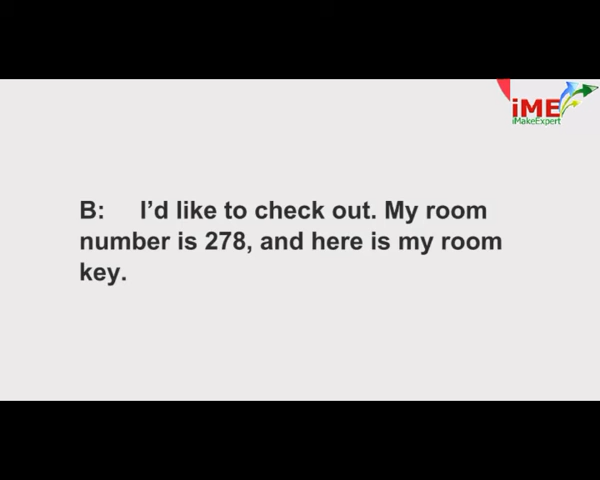 iME
iMakeExpert
B: I’d like to check out. My room
number is 278, and here is my room
key.